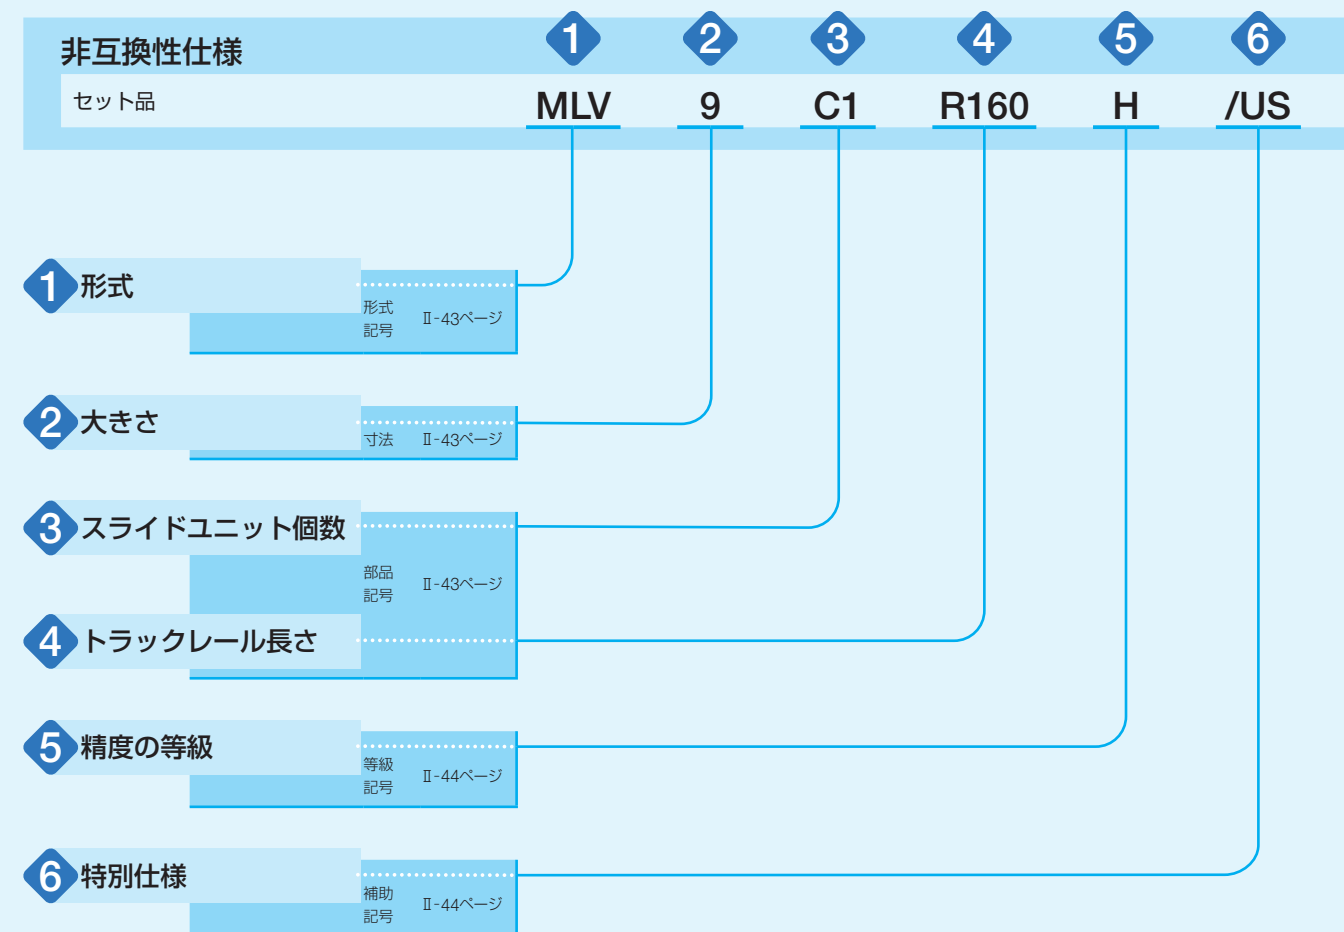 1 2 3 4 5 6
非互換性仕様
セット品 MLV 9 C1 R160 H /US
1 形式
形式
記号 Ⅱ-43ページ
2 大きさ
寸法 Ⅱ-43ページ
3 スライドユニット個数
部品
記号 Ⅱ-43ページ
4 トラックレール長さ
5 精度の等級
等級
記号 Ⅱ-44ページ
6 特別仕様
補助
記号 Ⅱ-44ページ